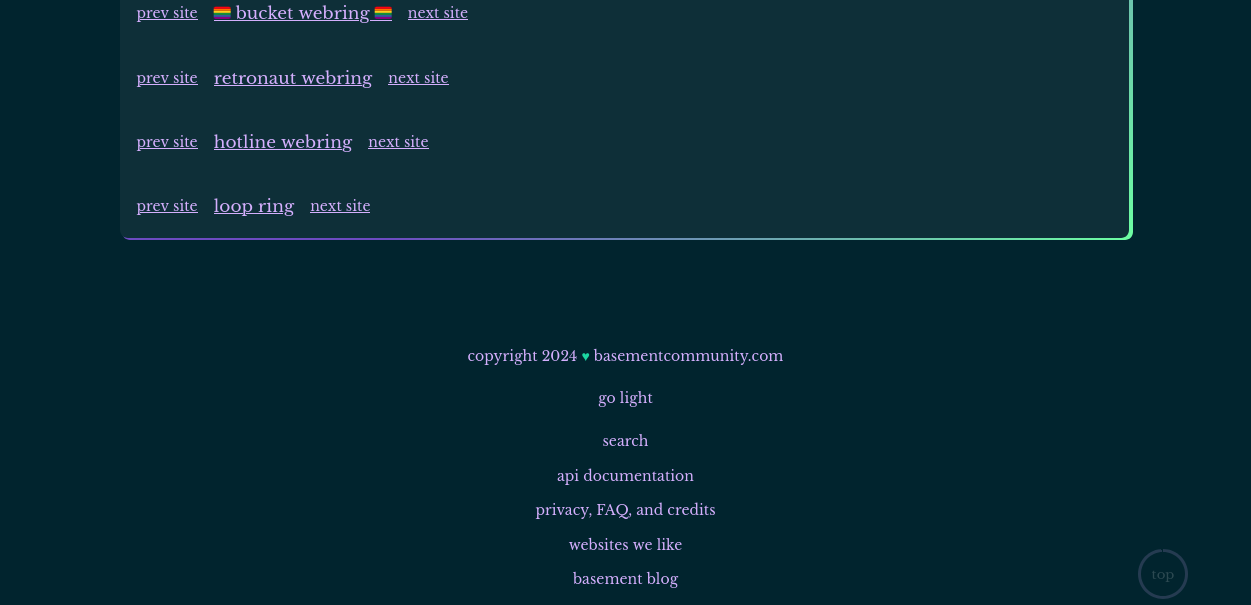 prev site bucket webring next site
prev site retronaut webring next site
prev site hotline webring next site
prev site loop ring next site
copyright 2024 ♥ basementcommunity.com
go light
search
api documentation
privacy, FAQ, and credits
websites we like
basement blog
top